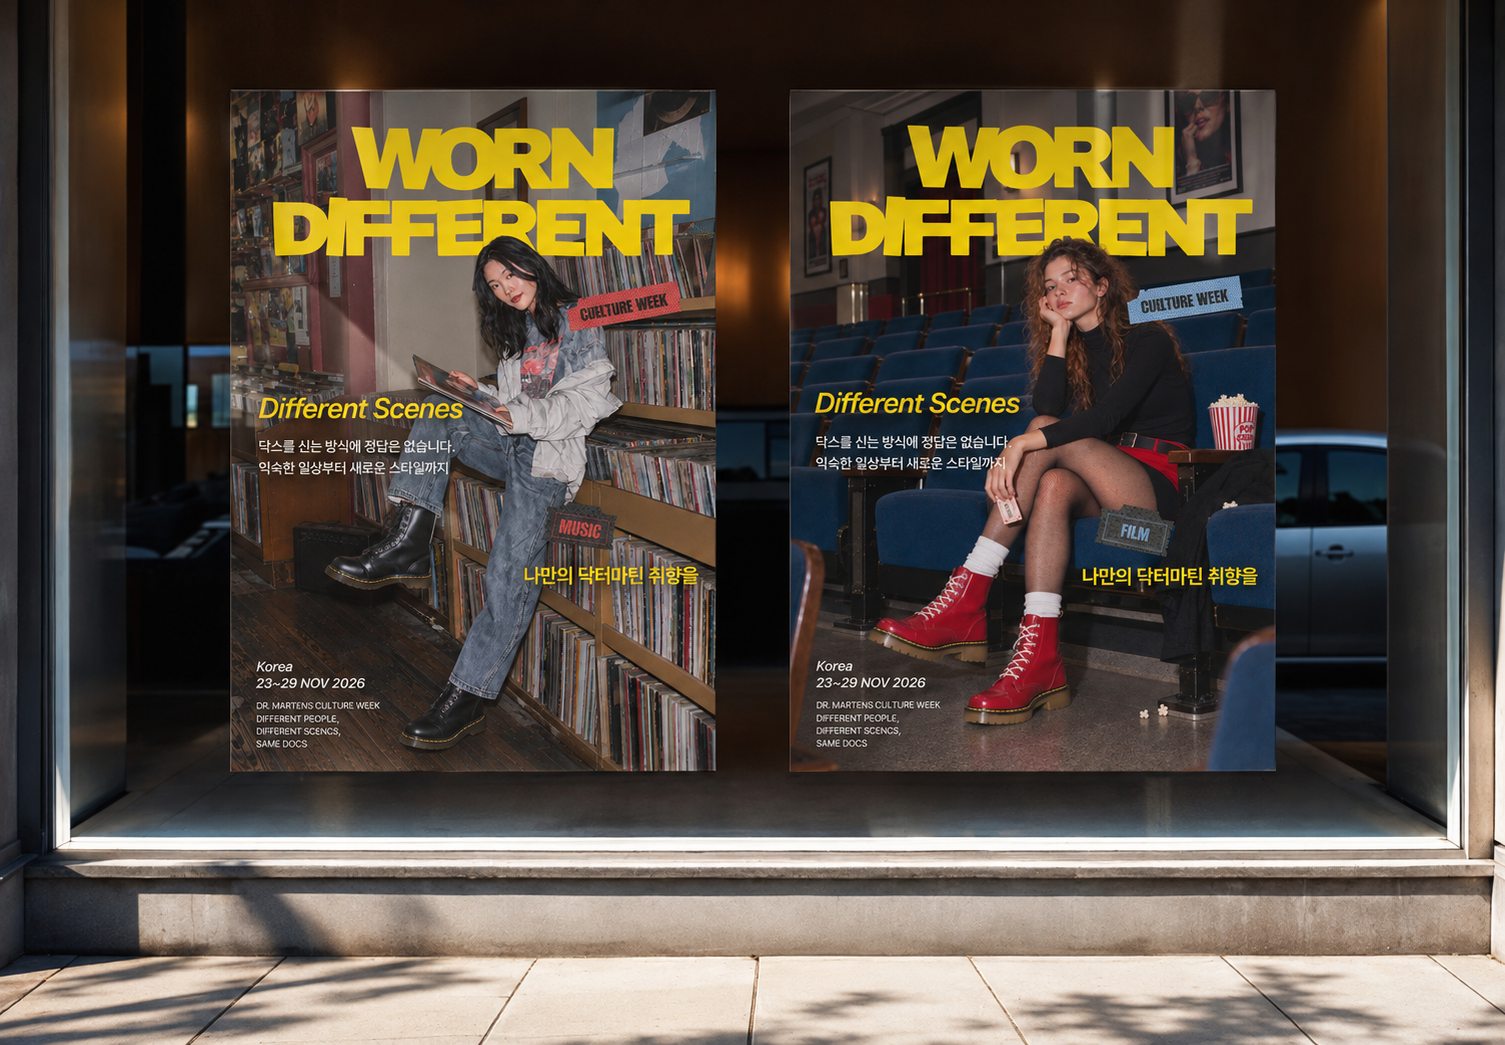 WORN
DIFFERENT
CUELTURE WEEK
Different Scenes
닥스를 신는 방식에 정답은 없습니다.
익숙한 일상부터 새로운 스타일까지
MUSIC
나만의 닥터마틴 취향을
Korea
23~29 NOV 2026
DR. MARTENS CULTURE WEEK
DIFFERENT PEOPLE,
DIFFERENT SCENCS,
SAME DOCS
WORN
DIFFERENT
CUlLTURE WEEK
Different Scenes
닥스를 신는 방식에 정답은 없습니다.
익숙한 일상부터 새로운 스타일까지
POP
FILM
나만의 닥터마틴 취향을
Korea
23~29 NOV 2026
DR. MARTENS CULTURE WEEK
DIFFERENT PEOPLE,
DIFFERENT SCENCS,
SAME DOCS